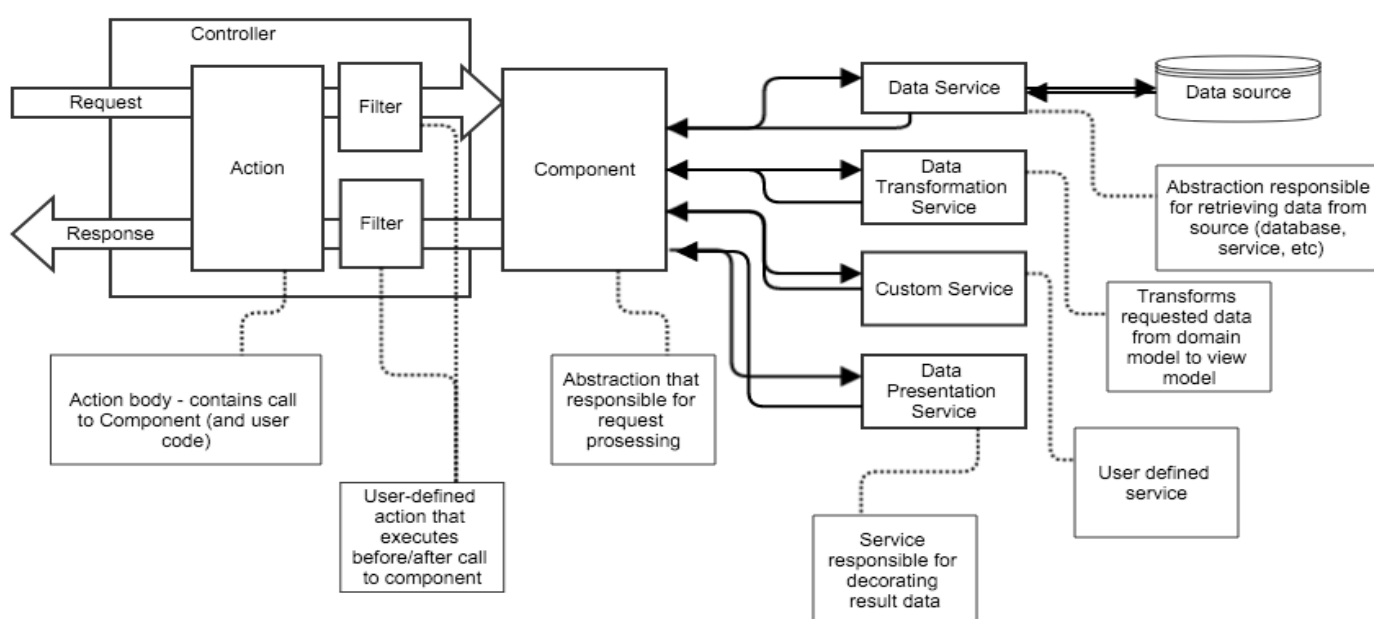 Controller
Request
Filter
Action
Response
Filter
Component
Data Service
Data source
Data
Transformation
Service
Custom Service
Data
Presentation
Service
Abstraction responsible
for retrieving data from
source (database,
service, etc)
Transforms
requested data
from domain
model to view
model
Action body - contains call
to Component (and user
code)
Abstraction that
responsible for
request
prosessing
User-defined
action that
executes
before/after call
to component
User defined
service
Service
responsible for
decorating
result data